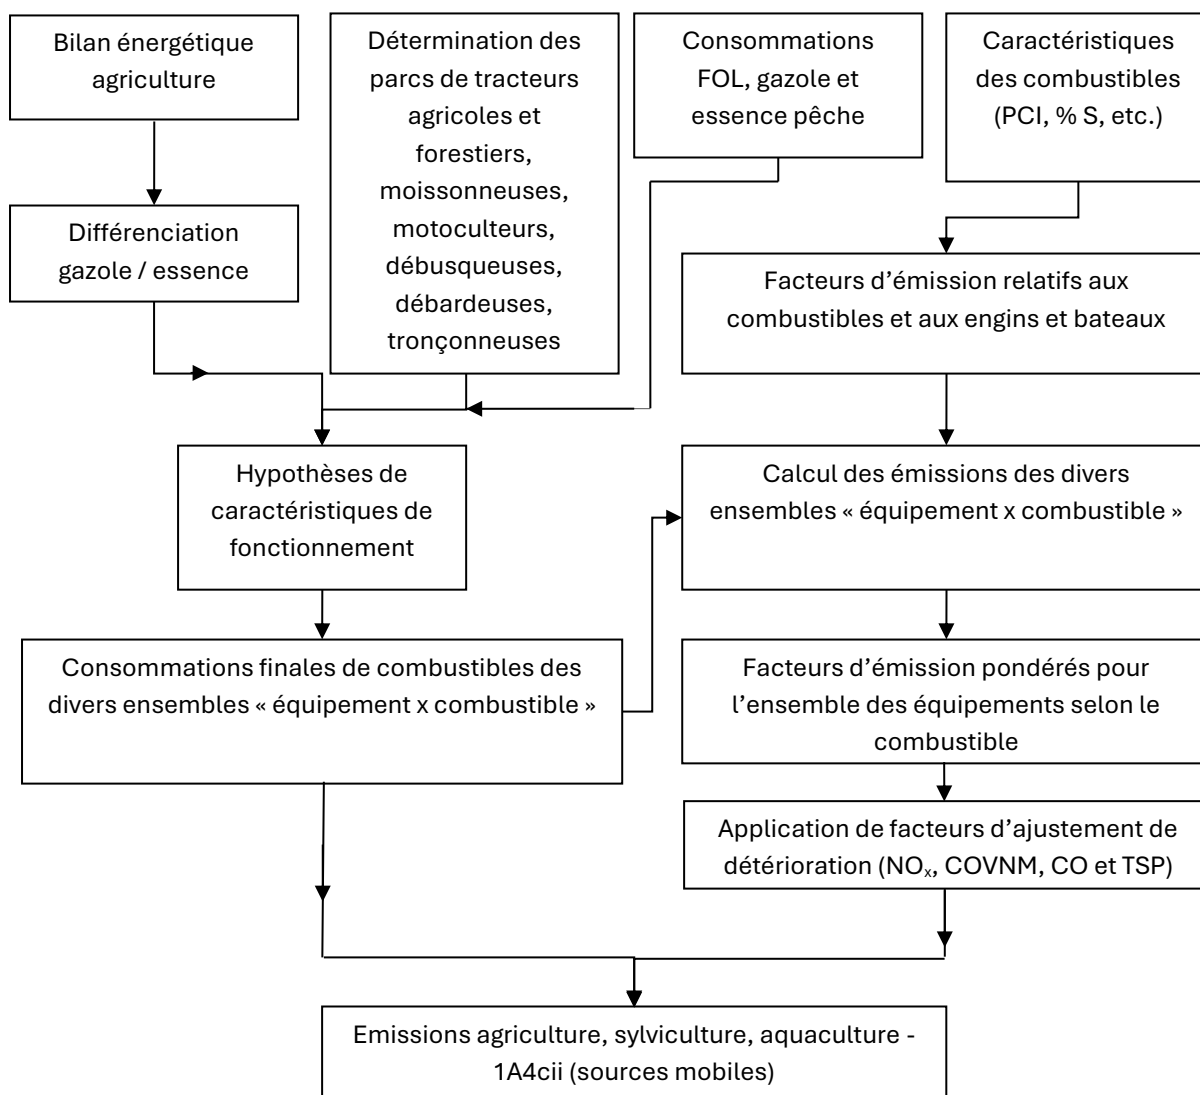 Bilan énergétique
agriculture
Détermination des
parcs de tracteurs
agricoles et
forestiers,
moissonneuses,
motoculteurs,
débusqueuses,
débardeuses,
tronçonneuses
Consommations
FOL, gazole et
essence pêche
Caractéristiques
des combustibles
(PCI, % S, etc.)
Différenciation
gazole / essence
Facteurs d’émission relatifs aux
combustibles et aux engins et bateaux
Hypothèses de
caractéristiques de
fonctionnement
Calcul des émissions des divers
ensembles « équipement x combustible »
Consommations finales de combustibles des
divers ensembles « équipement x combustible »
Facteurs d’émission pondérés pour
l’ensemble des équipements selon le
combustible
Application de facteurs d’ajustement de
détérioration (NOₓ, COVNM, CO et TSP)
Emissions agriculture, sylviculture, aquaculture -
1A4cii (sources mobiles)